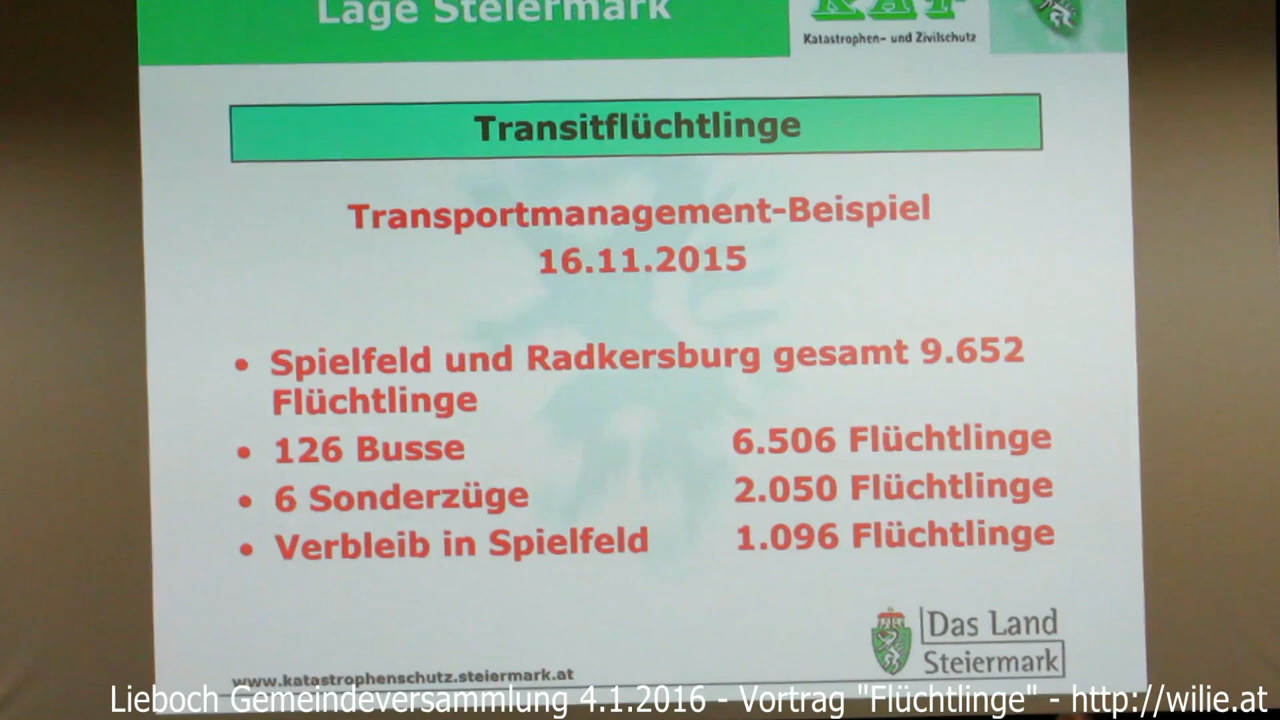 Lage Steiermark
KAT
Katastrophen- und Zivilschutz
Transitflüchtlinge
Transportmanagement-Beispiel
16.11.2015
• Spielfeld und Radkersburg gesamt 9.652
Flüchtlinge
• 126 Busse 6.506 Flüchtlinge
• 6 Sonderzüge 2.050 Flüchtlinge
• Verbleib in Spielfeld 1.096 Flüchtlinge
Das Land
Steiermark
www.katastrophenschutz.steiermark.at
Lieboch Gemeindeversammlung 4.1.2016 - Vortrag "Flüchtlinge" - http://wilie.at